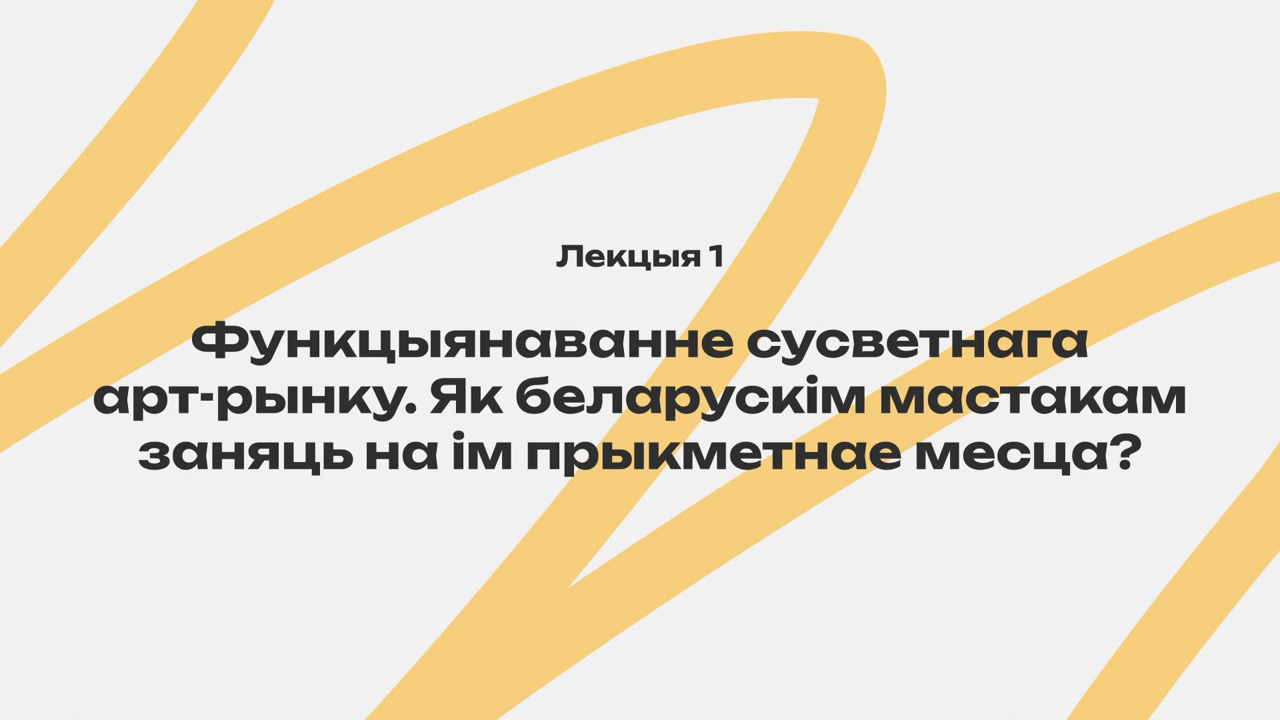 Лекцыя 1
Функцыянаванне сусветнага
арт-рынку. Як беларускім мастакам
заняць на ім прыкметнае месца?